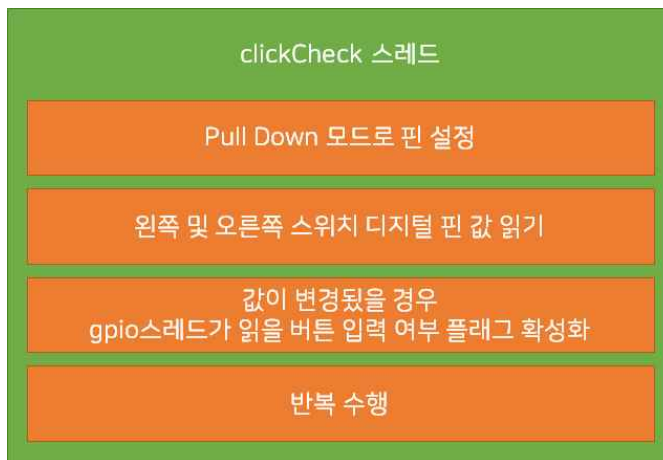 clickCheck 스레드
Pull Down 모드로 핀 설정
왼쪽 및 오른쪽 스위치 디지털 핀 값 읽기
값이 변경됬을 경우
gpio스레드가 읽을 버튼 입력 여부 플래그 확성화
반복 수행